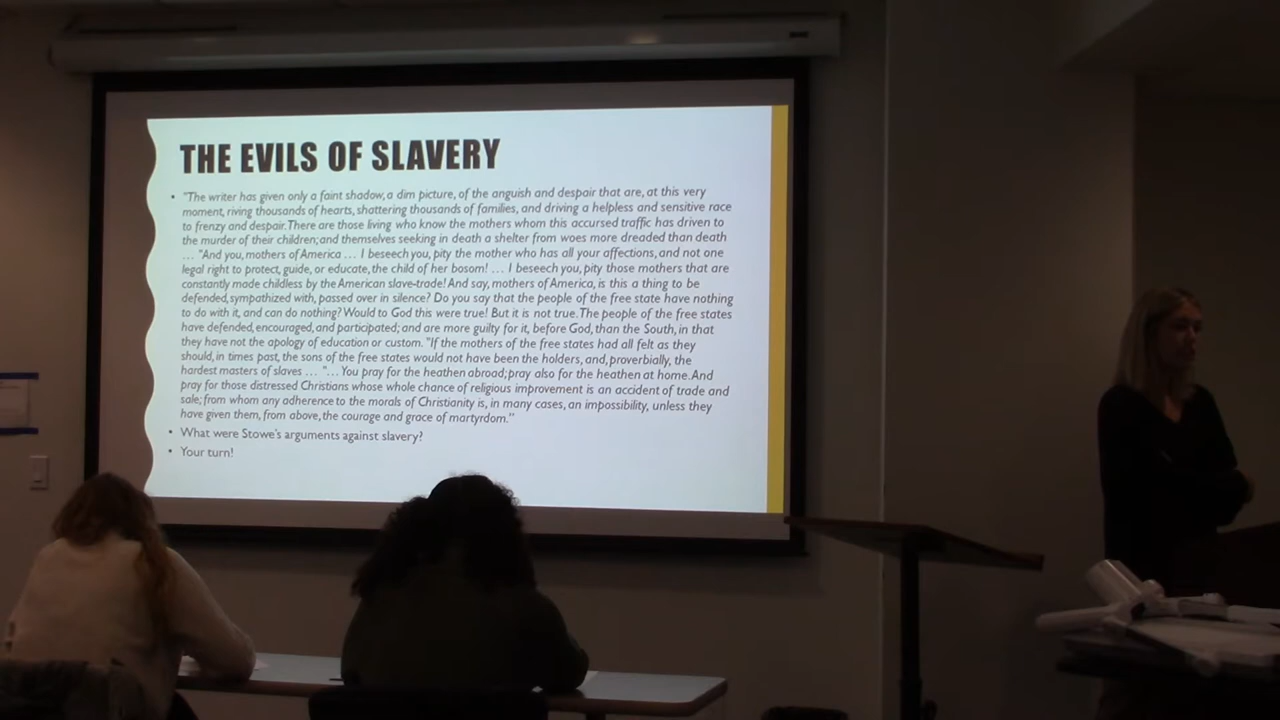 THE EVILS OF SLAVERY
• "The writer has given only a faint shadow, a dim picture, of the anguish and despair that are, at this very
moment, riving thousands of hearts, shattering thousands of families, and driving a helpless and sensitive race
to frenzy and despair. There are those living who know the mothers whom this accursed traffic has driven to
the murder of their children; and themselves seeking in death a shelter from woes more dreaded than death
… "And you, mothers of America … I beseech you, pity the mother who has all your affections, and not one
legal right to protect, guide, or educate, the child of her bosom! … I beseech you, pity those mothers that are
constantly made childless by the American slave-trade! And say, mothers of America, is this a thing to be
defended, sympathized with, passed over in silence? Do you say that the people of the free state have nothing
to do with it, and can do nothing? Would to God this were true! But it is not true. The people of the free states
have defended, encouraged, and participated; and are more guilty for it, before God, than the South, in that
they have not the apology of education or custom. "If the mothers of the free states had all felt as they
should, in times past, the sons of the free states would not have been the holders, and, proverbially, the
hardest masters of slaves … "… You pray for the heathen abroad; pray also for the heathen at home. And
pray for those distressed Christians whose whole chance of religious improvement is an accident of trade and
sale; from whom any adherence to the morals of Christianity is, in many cases, an impossibility, unless they
have given them, from above, the courage and grace of martyrdom."
• What were Stowe's arguments against slavery?
• Your turn!